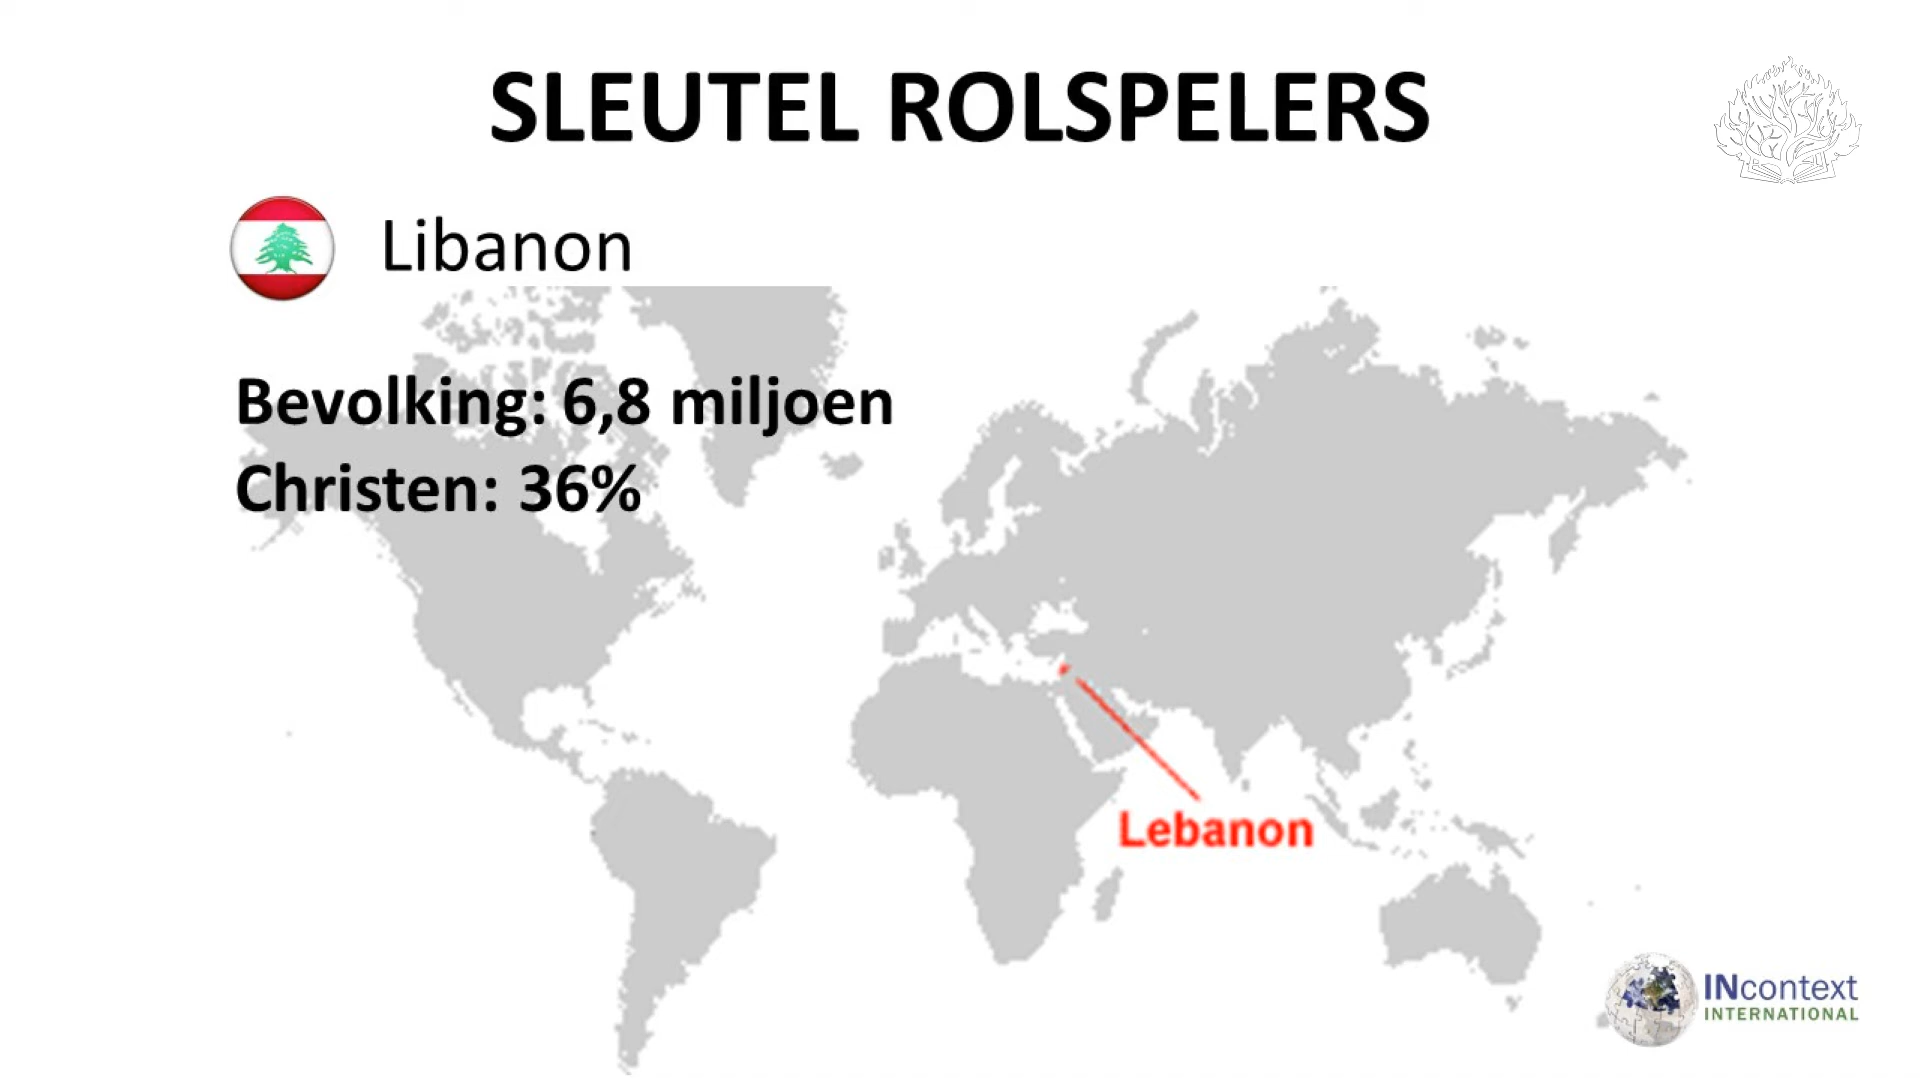 SLEUTEL ROLSPELERS
Libanon
Bevolking: 6,8 miljoen
Christen: 36%
Lebanon
INcontext
INTERNATIONAL